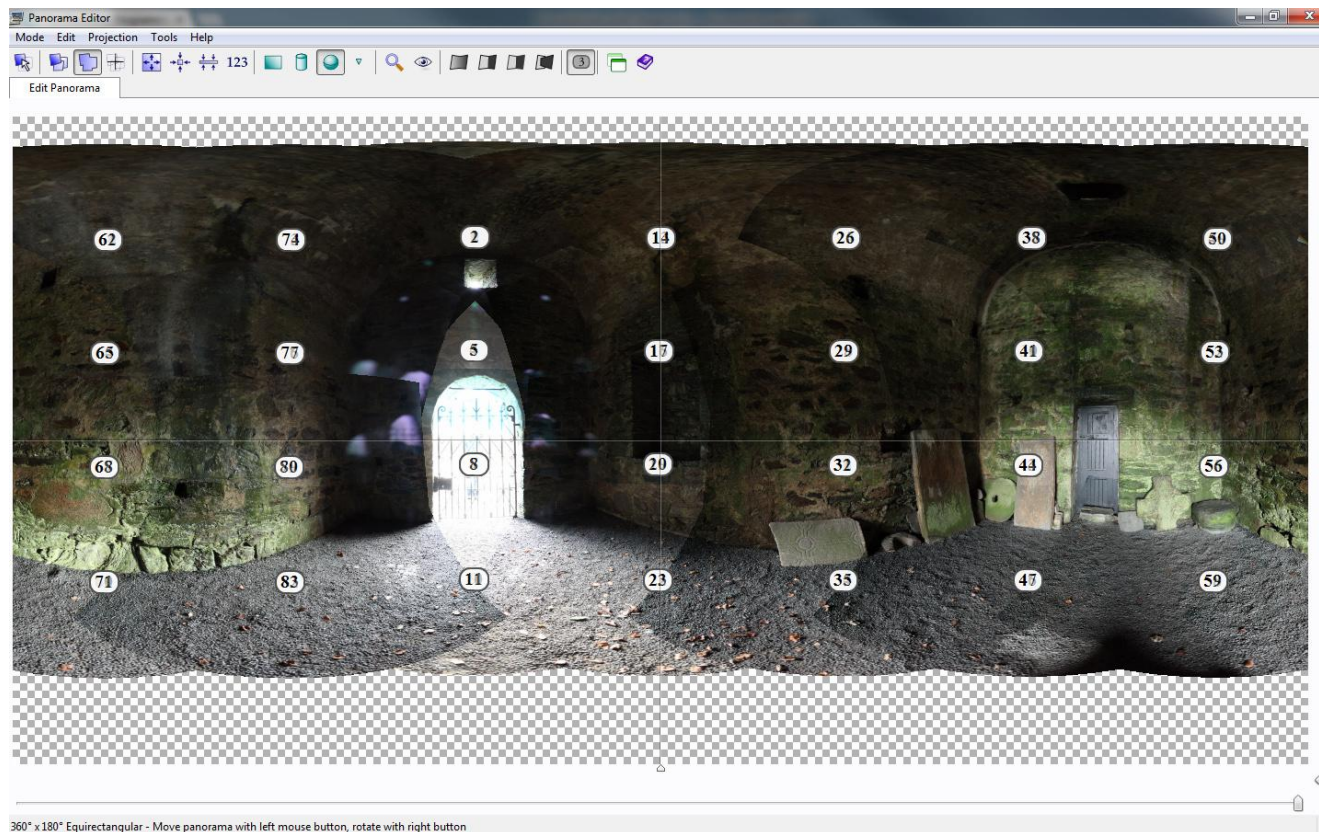 Panorama Editor
Mode Edit Projection Tools Help
123 3
Edit Panorama
62 74 2 14 26 38 50
65 77 5 17 29 41 53
68 80 8 20 32 44 56
71 83 11 23 35 47 59
360° x 180° Equirectangular - Move panorama with left mouse button, rotate with right button